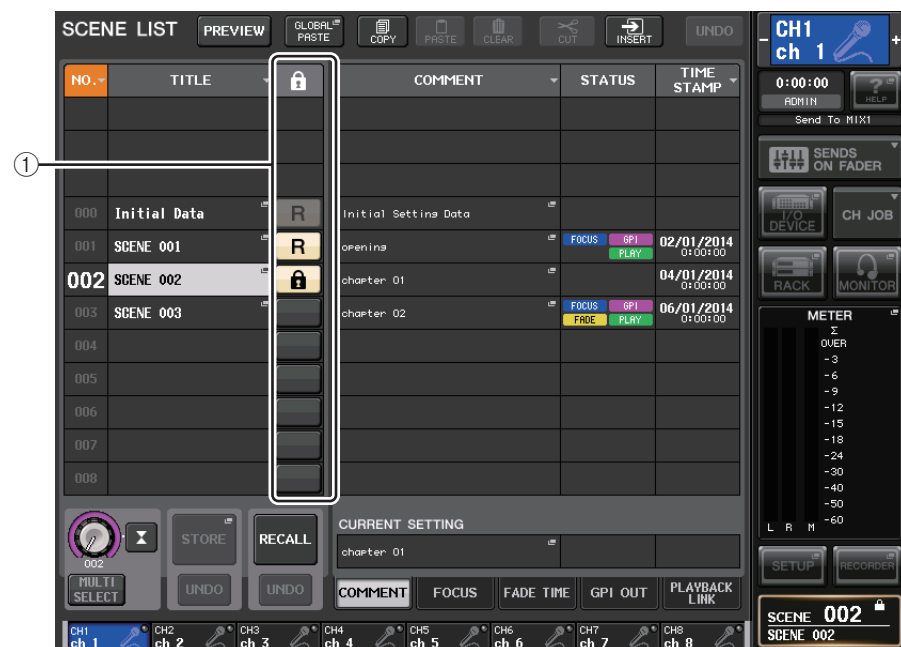 SCENE LIST PREVIEW GLOBAL PASTE COPY PASTE CLEAR CUT INSERT UNDO
CH1
- ch 1 +
NO. TITLE COMMENT STATUS TIME STAMP
0:00:00
ADMIN
? HELP
Send To MIX1
①
SENDS ON FADER
000 Initial Data R Initial Setting Data
I/O DEVICE CH JOB
001 SCENE 001 R opening FOCUS GPI PLAY 02/01/2014 0:00:00
002 SCENE 002 chapter 01 04/01/2014 0:00:00
RACK MONITOR
003 SCENE 003 chapter 02 FOCUS GPI FADE PLAY 06/01/2014 0:00:00
004
005
006
007
008
METER
Σ
OVER
-3
-6
-9
-12
-15
-18
-24
-30
-40
-50
-60
L R M
002
MULTI SELECT
STORE
UNDO
RECALL
UNDO
CURRENT SETTING
chapter 01
COMMENT FOCUS FADE TIME GPI OUT PLAYBACK LINK
SETUP RECORDER
SCENE 002
SCENE 002
CH1 CH2 CH3 CH4 CH5 CH6 CH7 CH8
ch 1 ch 2 ch 3 ch 4 ch 5 ch 6 ch 7 ch 8